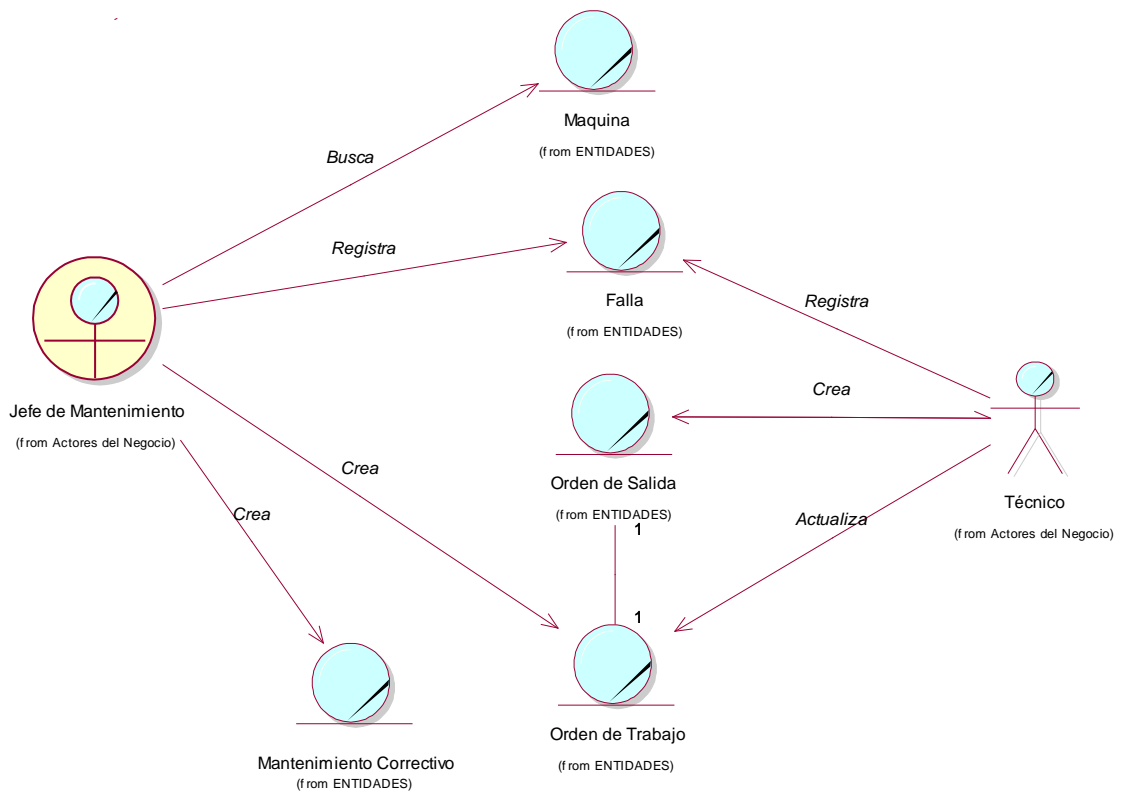 Maquina
(from ENTIDADES)
Busca
Registra
Falla
(from ENTIDADES)
Registra
Jefe de Mantenimiento
(from Actores del Negocio)
Crea
Orden de Salida
(from ENTIDADES)
Técnico
(from Actores del Negocio)
Crea
Crea
Actualiza
1
1
Orden de Trabajo
(from ENTIDADES)
Mantenimiento Correctivo
(from ENTIDADES)